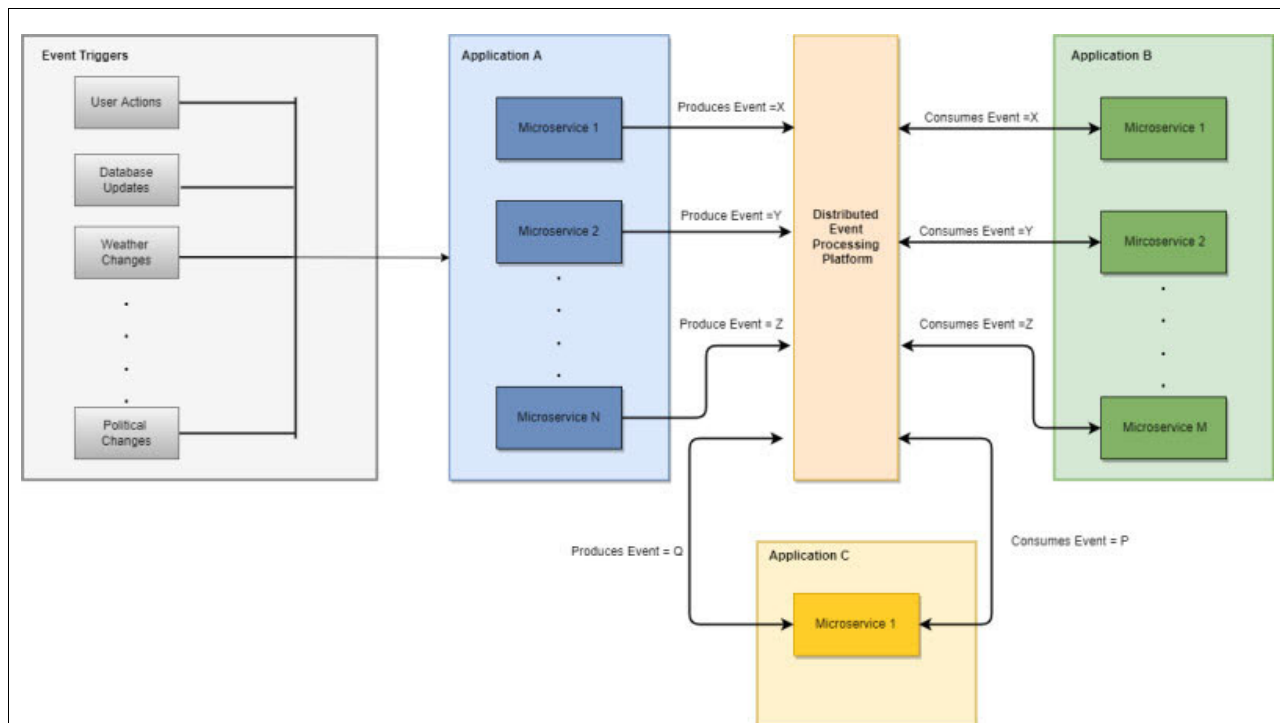 Event Triggers
User Actions
Database
Updates
Weather
Changes
Political
Changes
Application A
Microservice 1
Microservice 2
Microservice N
Produces Event =X
Produce Event =Y
Produce Event = Z
Distributed
Event
Processing
Platform
Consumes Event =X
Consumes Event =Y
Consumes Event =Z
Application B
Microservice 1
Mircoservice 2
Microservice M
Produces Event = Q
Consumes Event = P
Application C
Microservice 1